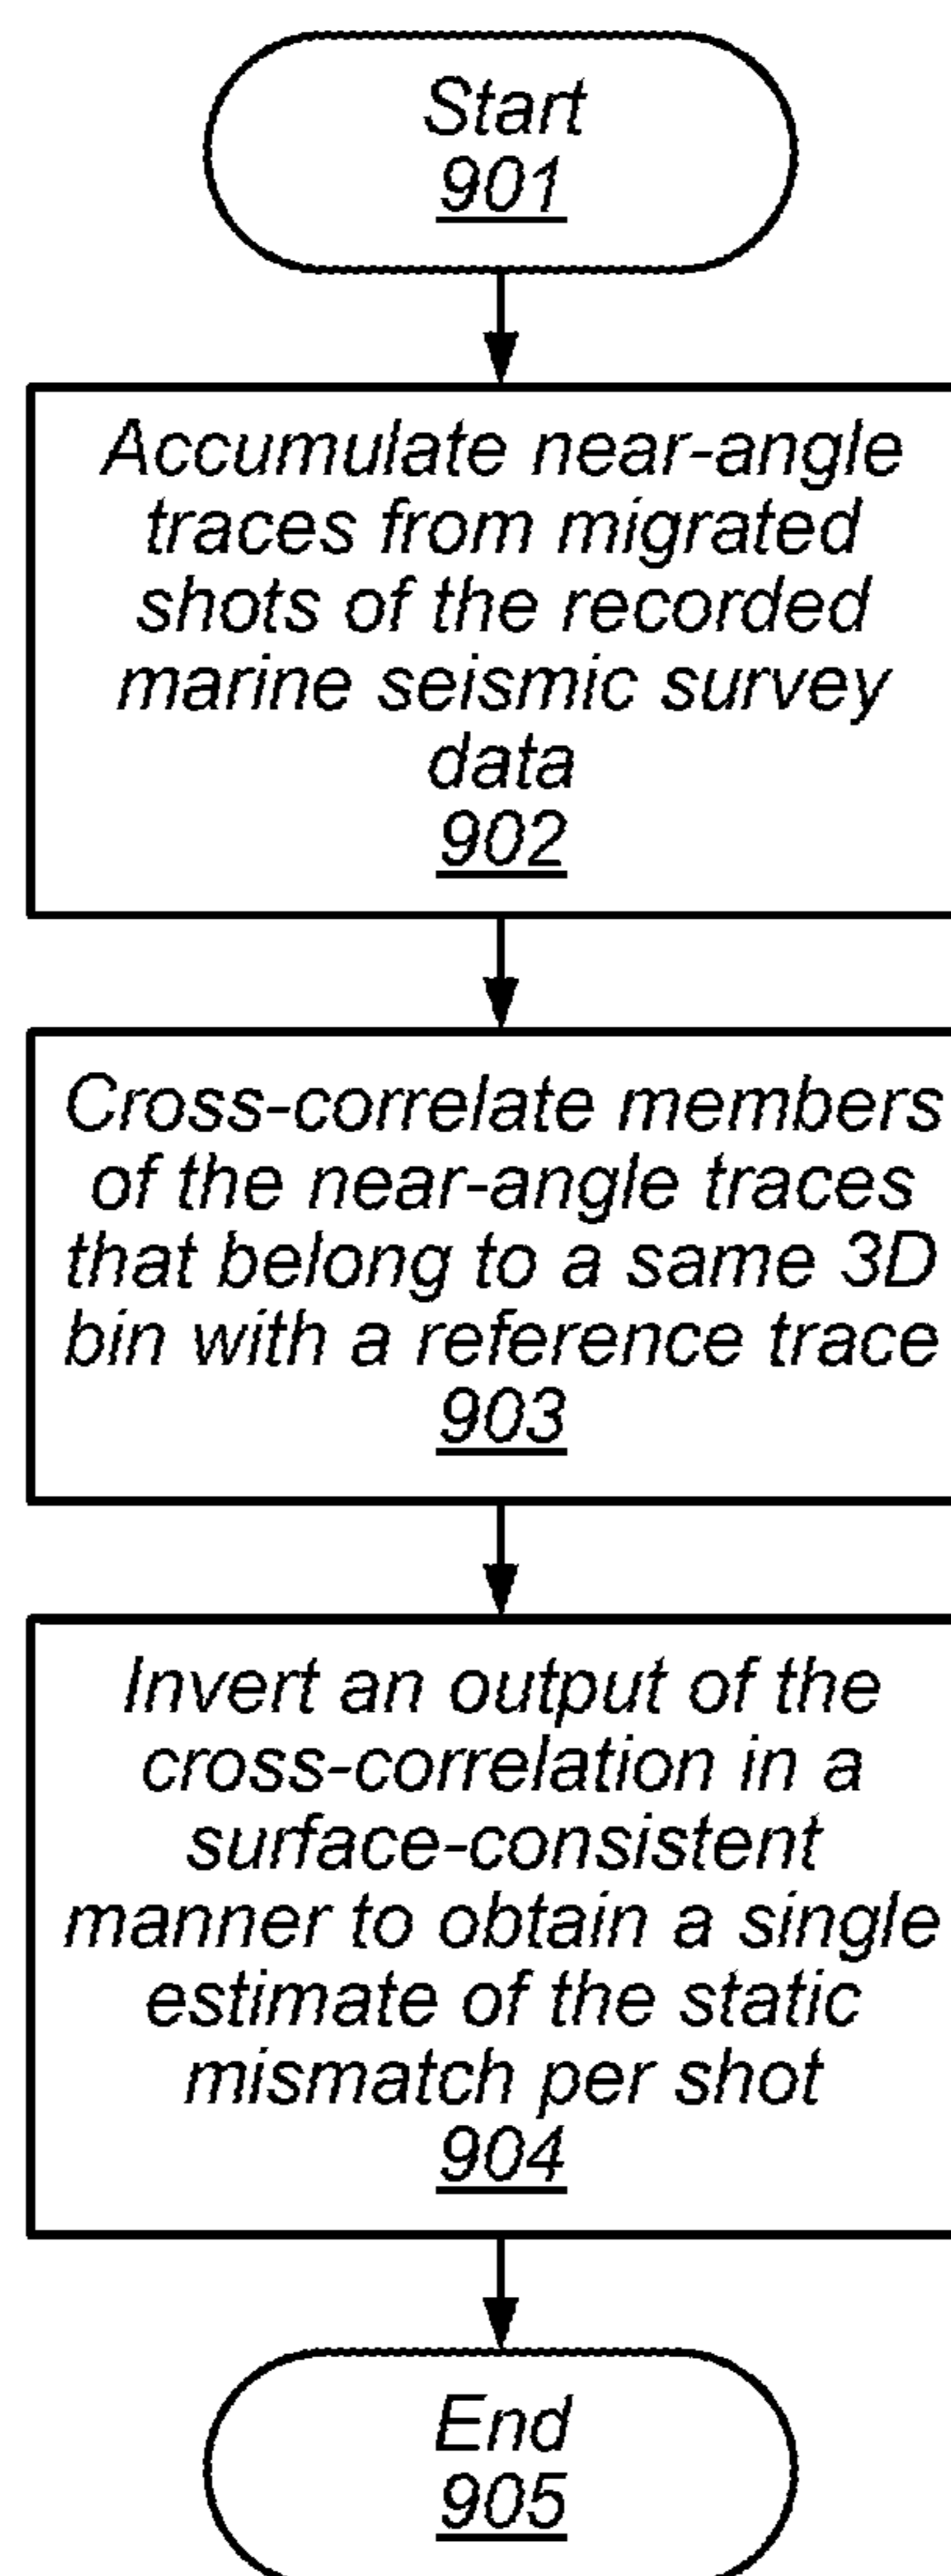 Start
901
Accumulate near-angle
traces from migrated
shots of the recorded
marine seismic survey
data
902
Cross-correlate members
of the near-angle traces
that belong to a same 3D
bin with a reference trace
903
Invert an output of the
cross-correlation in a
surface-consistent
manner to obtain a single
estimate of the static
mismatch per shot
904
End
905